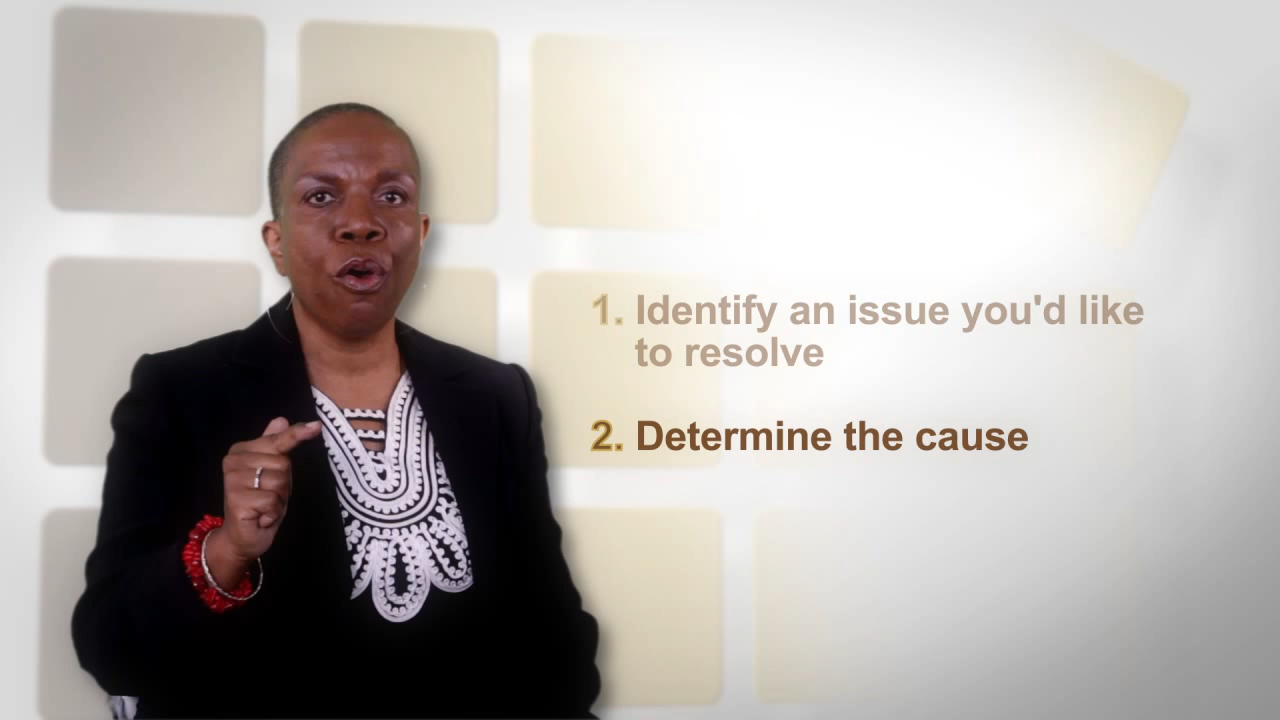 1. Identify an issue you'd like
to resolve
2. Determine the cause